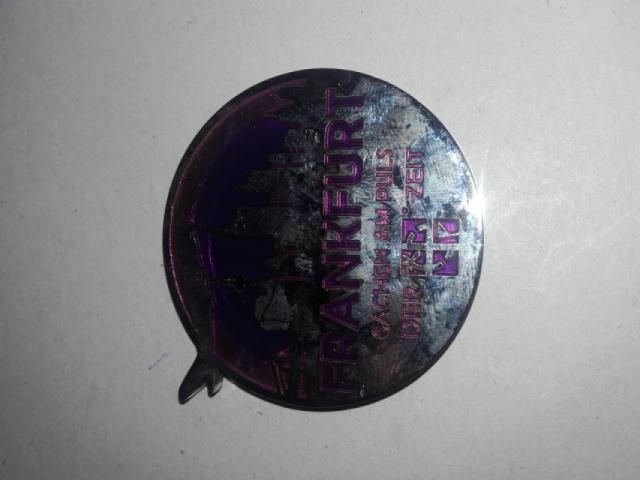 FRANKFURT
CACHEN AM PULS
DER ZEIT